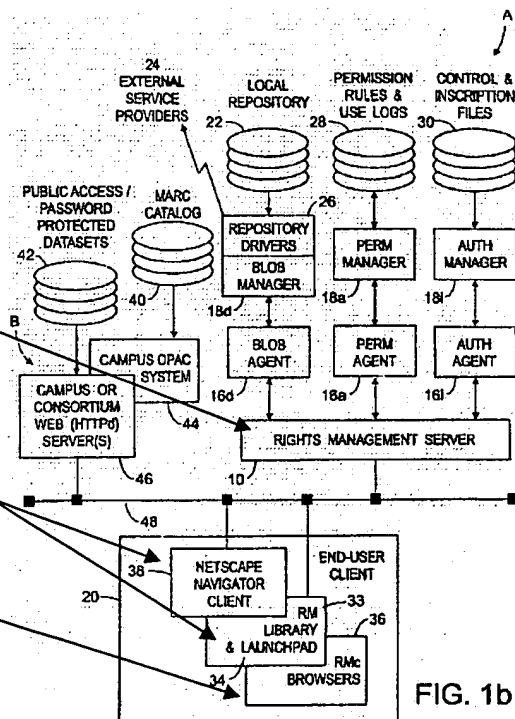 A
24
EXTERNAL
SERVICE
PROVIDERS
LOCAL
REPOSITORY
22
PERMISSION
RULES &
USE LOGS
28
CONTROL &
INSCRIPTION
FILES
30
PUBLIC ACCESS /
PASSWORD
PROTECTED
DATASETS
42
MARC
CATALOG
40
26
REPOSITORY
DRIVERS
BLOB
MANAGER
18d
PERM
MANAGER
18a
AUTH
MANAGER
18i
B
CAMPUS OPAC
SYSTEM
44
BLOB
AGENT
16d
PERM
AGENT
18a
AUTH
AGENT
16i
CAMPUS OR
CONSORTIUM
WEB (HTTPd)
SERVER(S)
46
RIGHTS MANAGEMENT SERVER
10
48
20
38
NETSCAPE
NAVIGATOR
CLIENT
END-USER
CLIENT
33
RM
LIBRARY
& LAUNCHPAD
34
36
RMc
BROWSERS
FIG. 1b